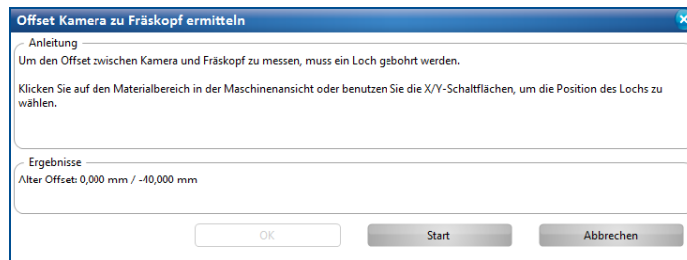 Offset Kamera zu Fräskopf ermitteln
Anleitung
Um den Offset zwischen Kamera und Fräskopf zu messen, muss ein Loch gebohrt werden.
Klicken Sie auf den Materialbereich in der Maschinenansicht oder benutzen Sie die X/Y-Schaltflächen, um die Position des Lochs zu
wählen.
Ergebnisse
Alter Offset: 0,000 mm / -40,000 mm
OK
Start
Abbrechen